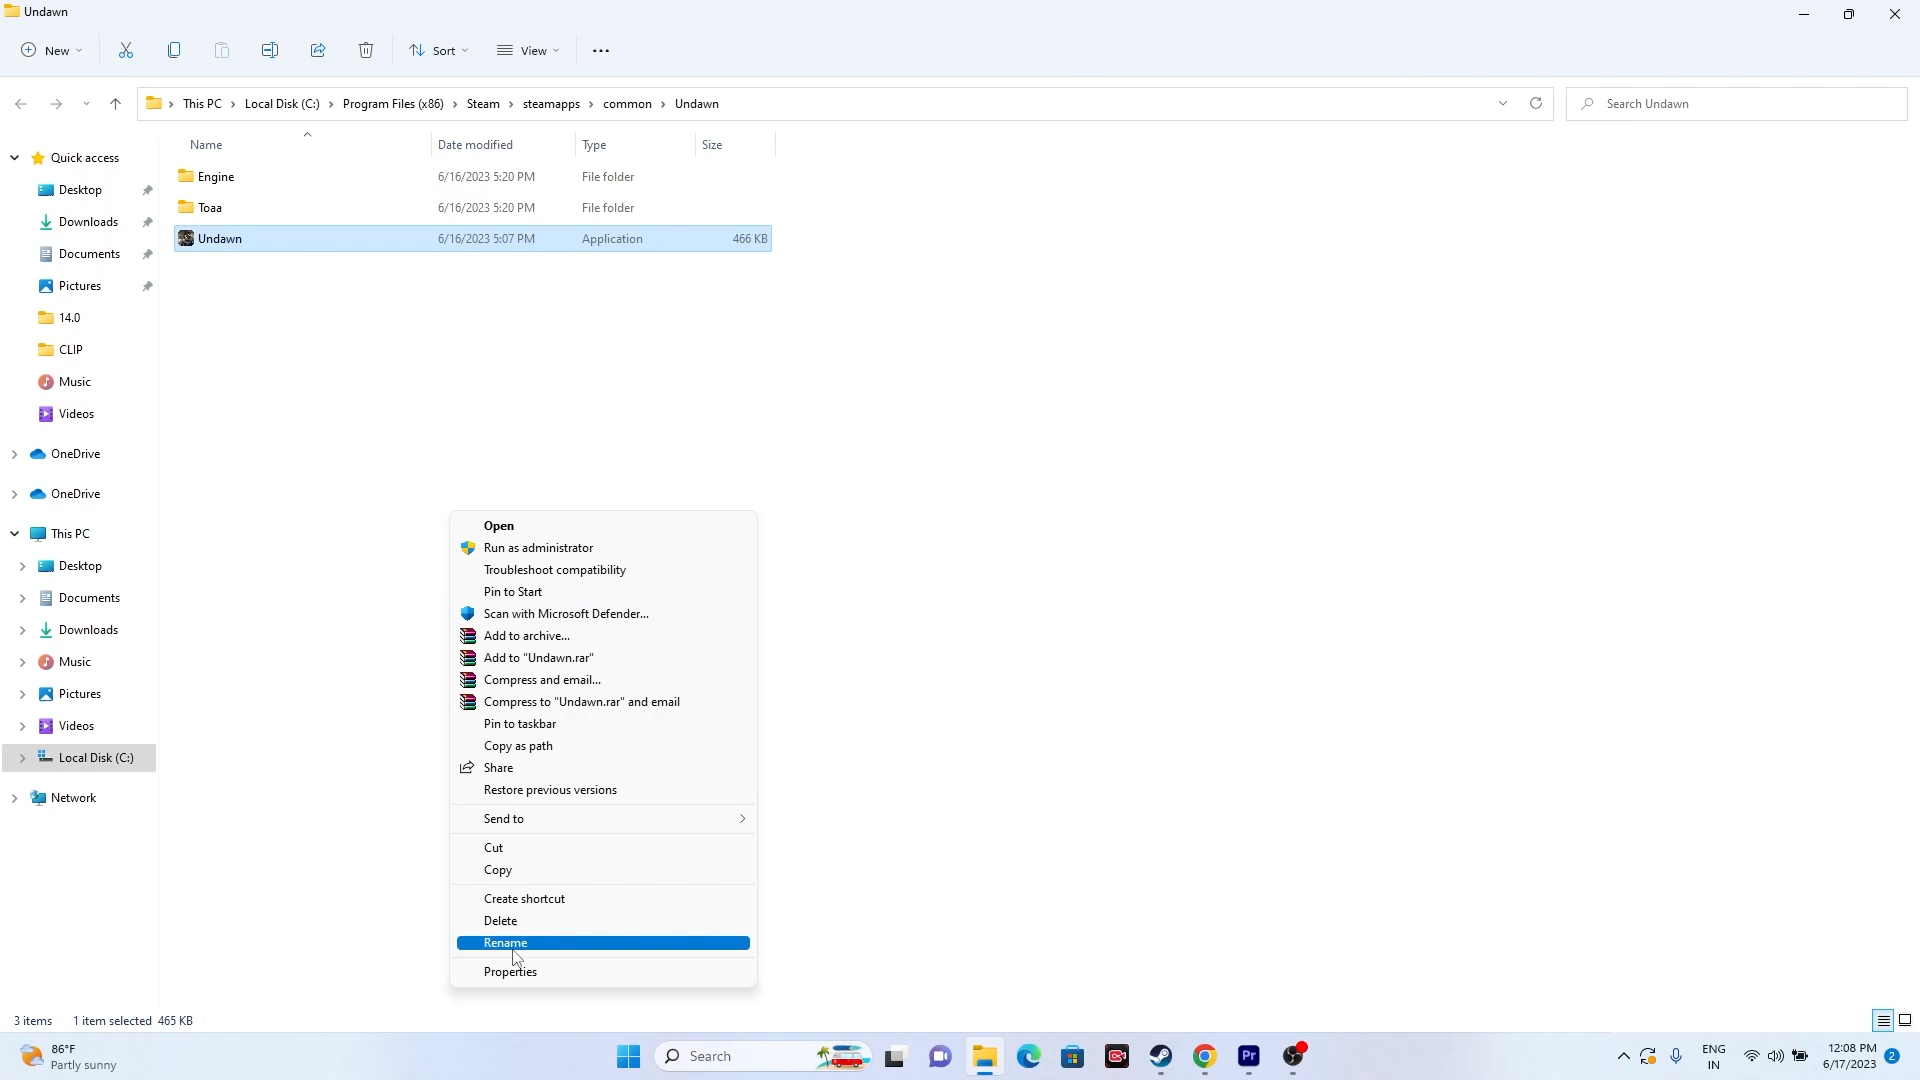 Undawn
New
Sort
View
This PC > Local Disk (C:) > Program Files (x86) > Steam > steamapps > common > Undawn
Search Undawn
Name Date modified Type Size
Engine 6/16/2023 5:20 PM File folder
Toaa 6/16/2023 5:20 PM File folder
Undawn 6/16/2023 5:07 PM Application 466 KB
Quick access
Desktop
Downloads
Documents
Pictures
14.0
CLIP
Music
Videos
OneDrive
OneDrive
This PC
Desktop
Documents
Downloads
Music
Pictures
Videos
Local Disk (C:)
Network
Open
Run as administrator
Troubleshoot compatibility
Pin to Start
Scan with Microsoft Defender...
Add to archive...
Add to "Undawn.rar"
Compress and email...
Compress to "Undawn.rar" and email
Pin to taskbar
Copy as path
Share
Restore previous versions
Send to
Cut
Copy
Create shortcut
Delete
Rename
Properties
3 items 1 item selected 465 KB
86°F
Partly sunny
Search
Pr
ENG
IN
12:08 PM
6/17/2023
2